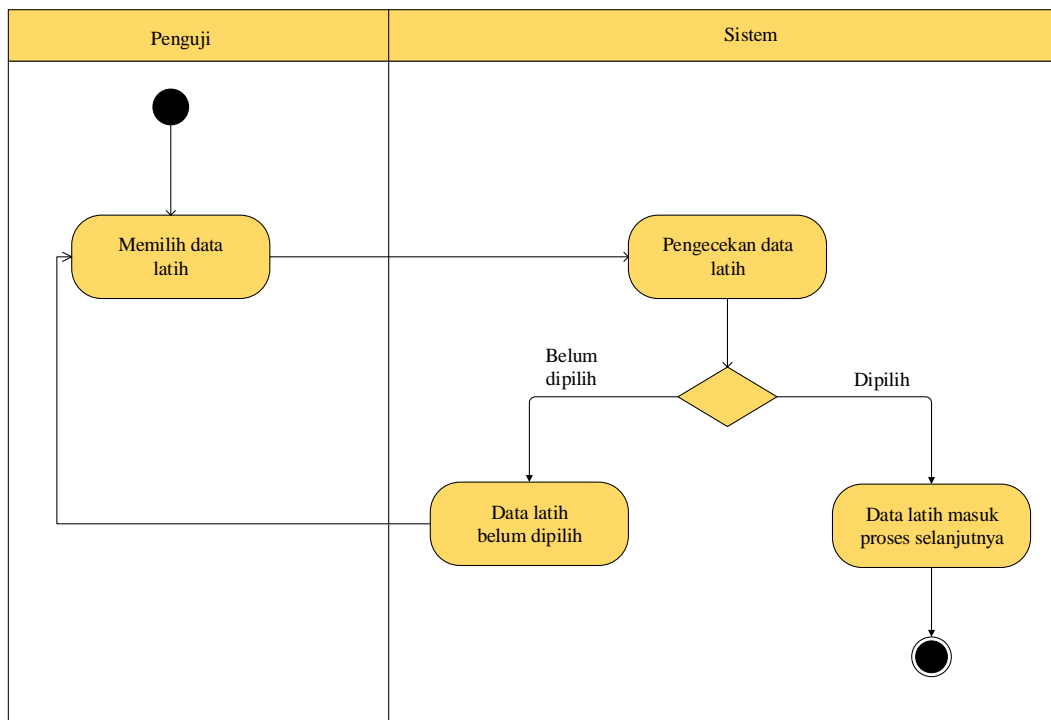 Penguji
Sistem
Memilih data
latih
Pengecekan data
latih
Belum
dipilih
Dipilih
Data latih
belum dipilih
Data latih masuk
proses selanjutnya